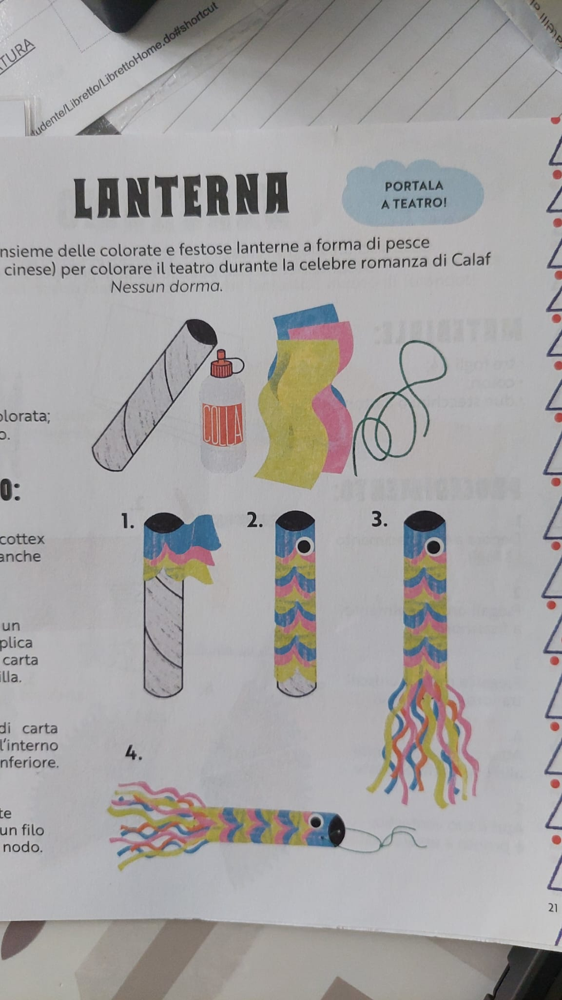 TURA
tudente/Libretto/LibrettoHome.do#shortcut
LANTERNA
PORTALA
A TEATRO!
nsieme delle colorate e festose lanterne a forma di pesce
cinese) per colorare il teatro durante la celebre romanza di Calaf
Nessun dorma.
COLLA
olorata;
o.
O:
1.
2.
3.
cottex
anche
un
plica
carta
illa.
di carta
l'interno
nferiore.
4.
te
un filo
nodo.
21